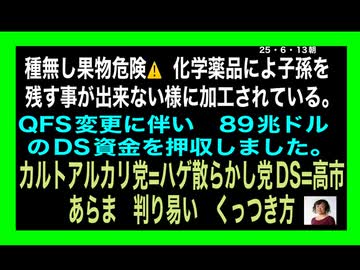 25・6・13朝
種無し果物危険⚠️ 化学薬品によ子孫を
残す事が出来ない様に加工されている。
QFS変更に伴い 89兆ドル
のDS資金を押収しました。
カルトアルカリ党=ハゲ散らかし党DS=高市
あらま 判り易い くっつき方